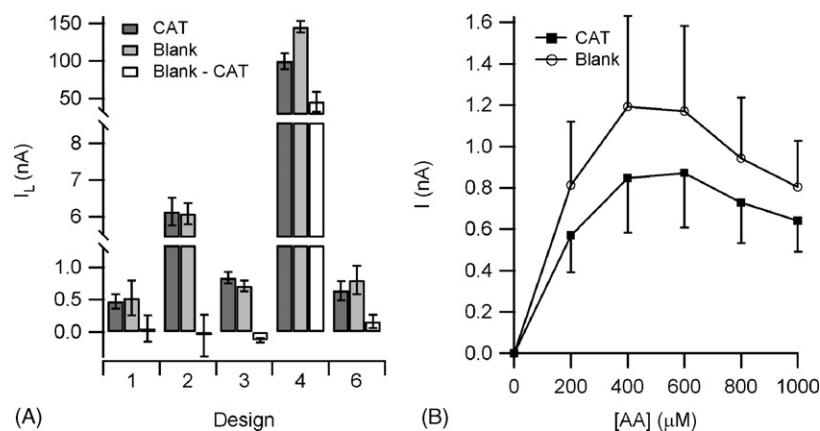 150
100
50
8
7
6
1.0
0.5
0.0
I_L (nA)
CAT
Blank
Blank - CAT
1 2 3 4 6
Design
(A)
1.6
1.4
1.2
1.0
0.8
0.6
0.4
0.2
0.0
I (nA)
CAT
Blank
0 200 400 600 800 1000
[AA] (μM)
(B)